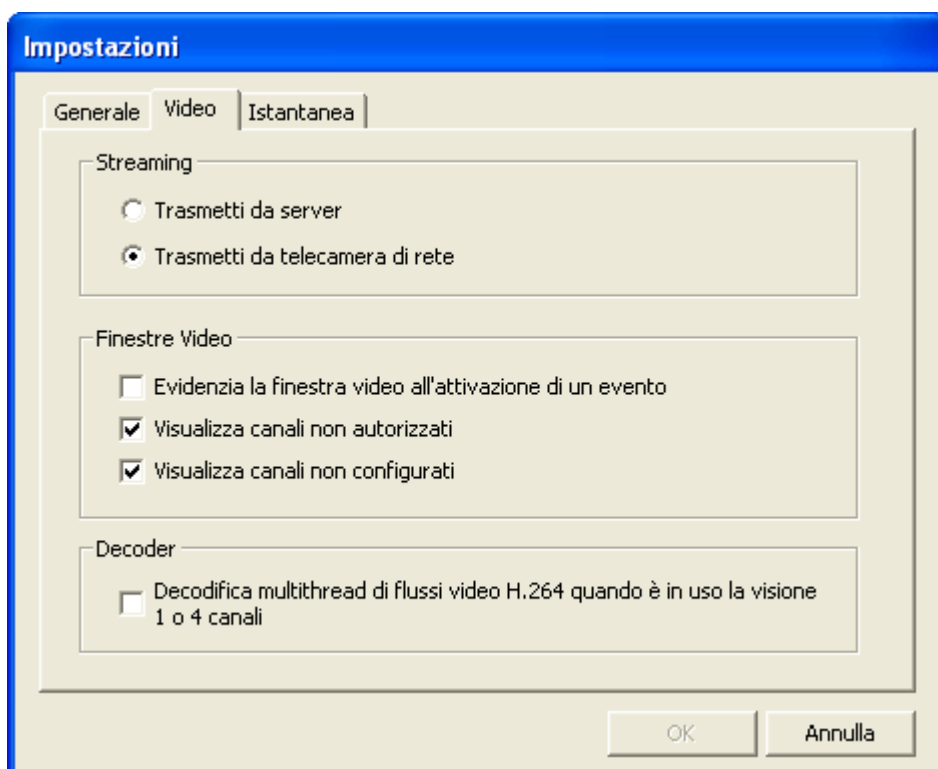 Impostazioni
Generale
Video
Istantanea
Streaming
Trasmetti da server
Trasmetti da telecamera di rete
Finestre Video
Evidenzia la finestra video all'attivazione di un evento
Visualizza canali non autorizzati
Visualizza canali non configurati
Decoder
Decodifica multithread di flussi video H.264 quando è in uso la visione
1 o 4 canali
OK
Annulla